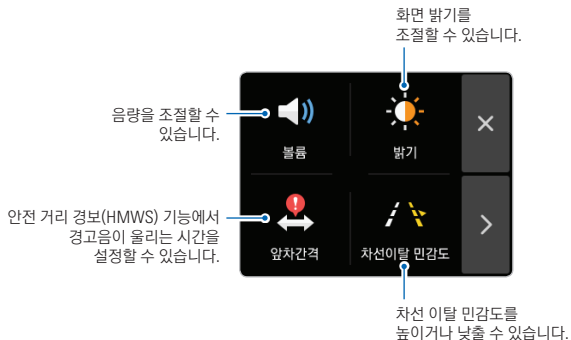 화면 밝기를
조절할 수 있습니다.
음량을 조절할 수
있습니다.
볼륨
밝기
안전 거리 경보(HMWS) 기능에서
경고음이 울리는 시간을
설정할 수 있습니다.
앞차간격
차선이탈 민감도
차선 이탈 민감도를
높이거나 낮출 수 있습니다.